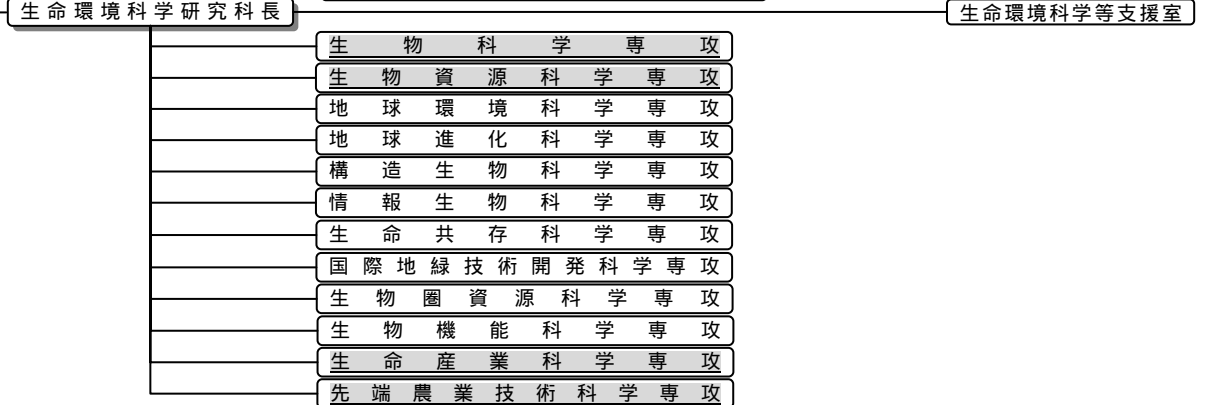 生命環境科学研究科長 生命環境科学等支援室
生物科学専攻
生物資源科学専攻
地球環境科学専攻
地球進化科学専攻
構造生物科学専攻
情報生物科学専攻
生命共存科学専攻
国際地縁技術開発科学専攻
生物圏資源科学専攻
生物機能科学専攻
生命産業科学専攻
先端農業技術科学専攻